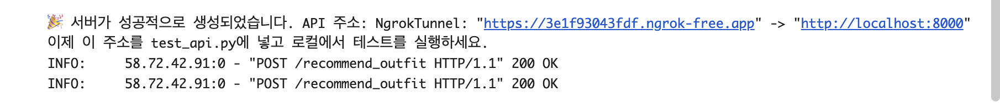 🎉 서버가 성공적으로 생성되었습니다. API 주소: NgrokTunnel: "https://3e1f93043fdf.ngrok-free.app" -> "http://localhost:8000"
이제 이 주소를 test_api.py에 넣고 로컬에서 테스트를 실행하세요.
INFO:     58.72.42.91:0 - "POST /recommend_outfit HTTP/1.1" 200 OK
INFO:     58.72.42.91:0 - "POST /recommend_outfit HTTP/1.1" 200 OK